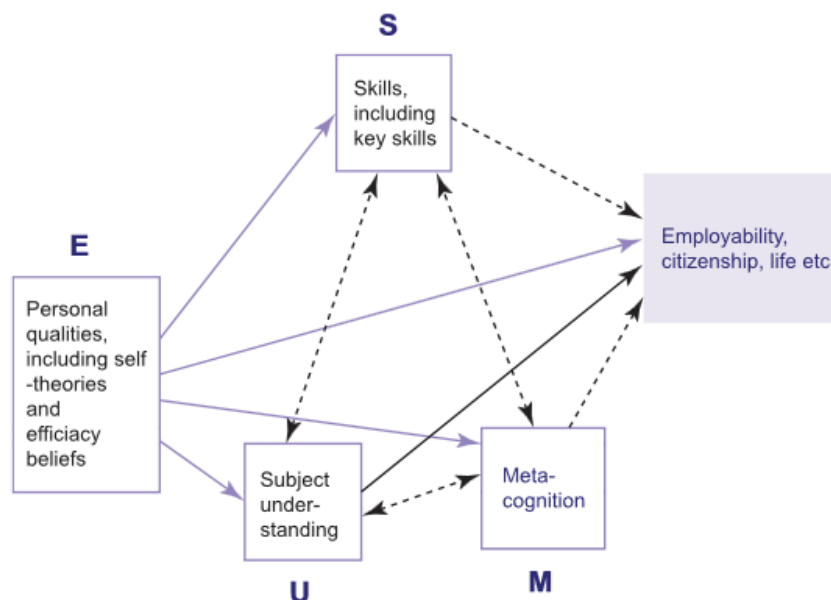 S
Skills,
including
key skills
E
Personal
qualities,
including self
-theories
and
efficiacy
beliefs
Employability,
citizenship, life etc
Subject
under-
standing
U
Meta-
cognition
M